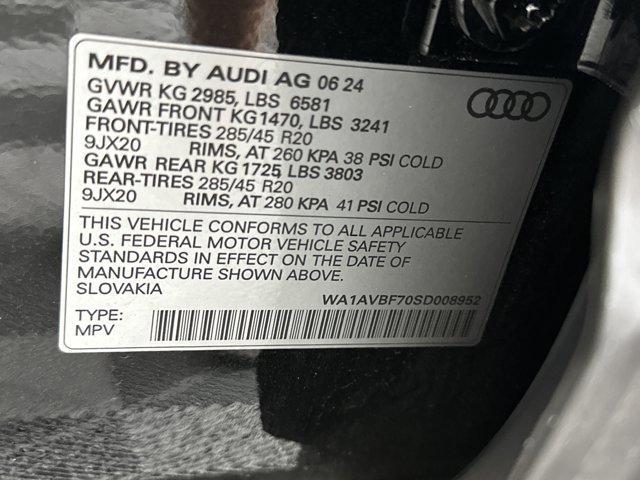 MFD. BY AUDI AG 06 24
GVWR KG 2985, LBS 6581
GAWR FRONT KG 1470, LBS 3241
FRONT-TIRES 285/45 R20
9JX20 RIMS, AT 260 KPA 38 PSI COLD
GAWR REAR KG 1725, LBS 3803
REAR-TIRES 285/45 R20
9JX20 RIMS, AT 280 KPA 41 PSI COLD
THIS VEHICLE CONFORMS TO ALL APPLICABLE
U.S. FEDERAL MOTOR VEHICLE SAFETY
STANDARDS IN EFFECT ON THE DATE OF
MANUFACTURE SHOWN ABOVE.
SLOVAKIA WA1AVBF70SD008952
TYPE:
MPV